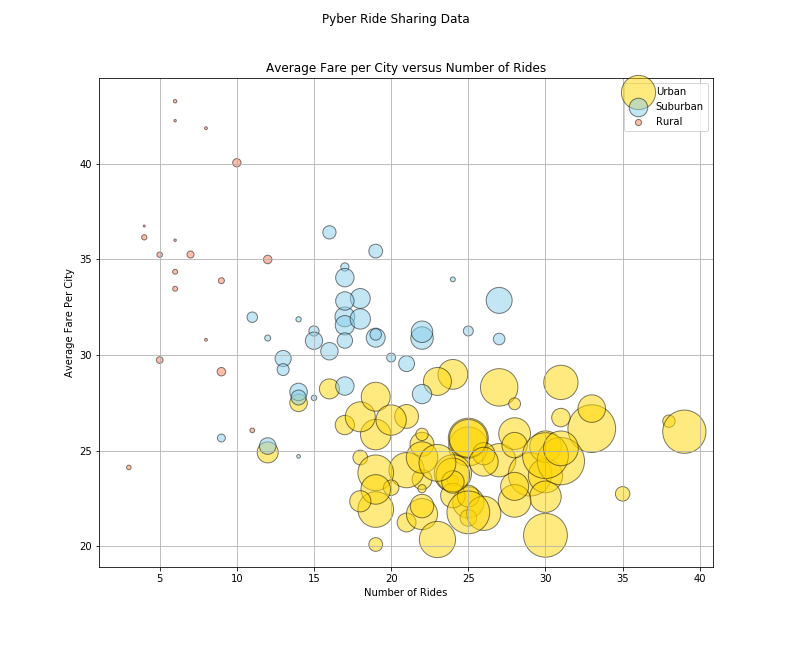 Pyber Ride Sharing Data
Average Fare per City versus Number of Rides
Urban
Suburban
Rural
Average Fare Per City
40
35
30
25
20
5 10 15 20 25 30 35 40
Number of Rides